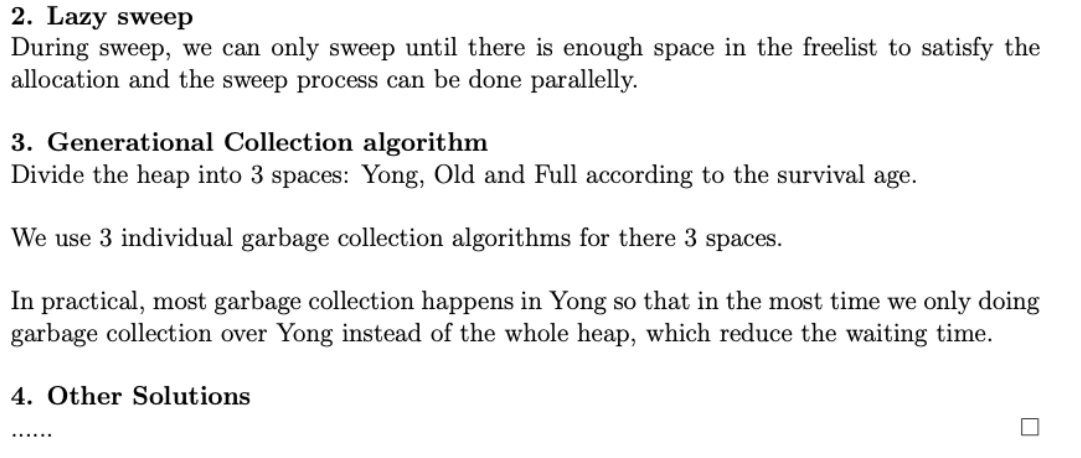 2. Lazy sweep
During sweep, we can only sweep until there is enough space in the freelist to satisfy the
allocation and the sweep process can be done parallelly.
3. Generational Collection algorithm
Divide the heap into 3 spaces: Yong, Old and Full according to the survival age.
We use 3 individual garbage collection algorithms for there 3 spaces.
In practical, most garbage collection happens in Yong so that in the most time we only doing
garbage collection over Yong instead of the whole heap, which reduce the waiting time.
4. Other Solutions
......
□